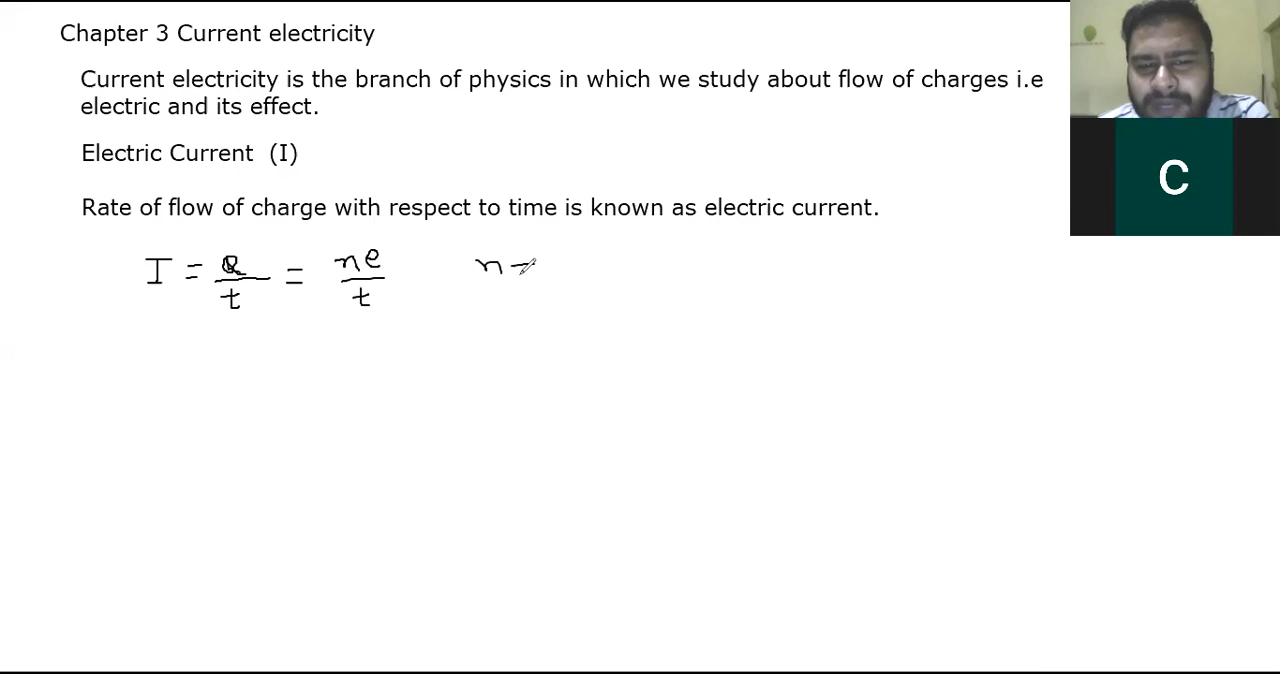 Chapter 3 Current electricity
Current electricity is the branch of physics in which we study about flow of charges i.e
electric and its effect.
Electric Current (I)
Rate of flow of charge with respect to time is known as electric current.
I = Q/t = ne/t n →
C